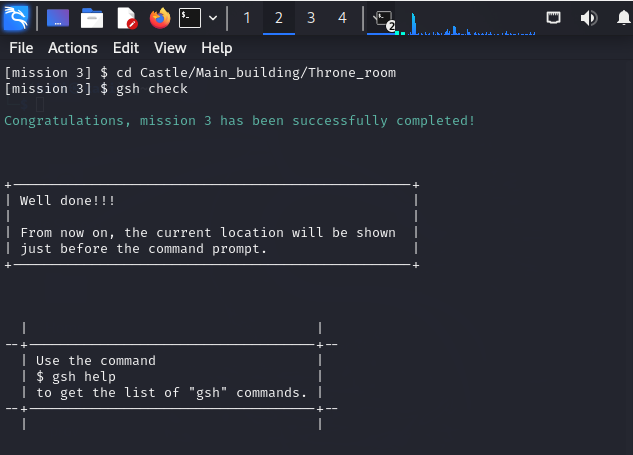 1 2 3 4 2
File Actions Edit View Help
[mission 3] $ cd Castle/Main_building/Throne_room
[mission 3] $ gsh check
Congratulations, mission 3 has been successfully completed!
Well done!!!
From now on, the current location will be shown
just before the command prompt.
Use the command
$ gsh help
to get the list of "gsh" commands.